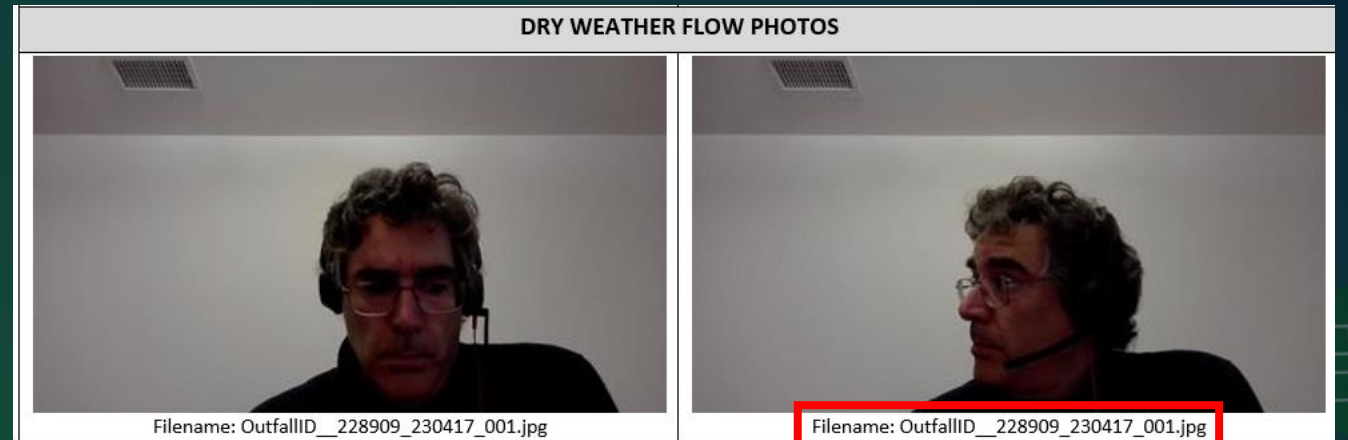 DRY WEATHER FLOW PHOTOS
Filename: OutfallID__228909_230417_001.jpg
Filename: OutfallID__228909_230417_001.jpg